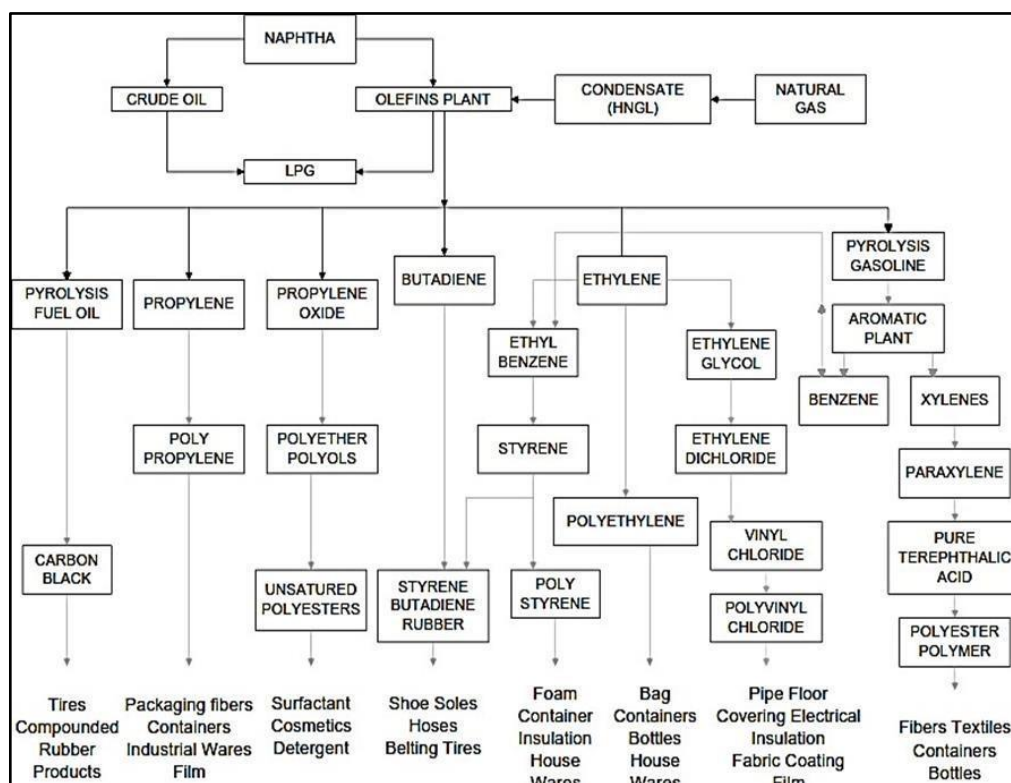 NAPHTHA
CRUDE OIL
OLEFINS PLANT
CONDENSATE
(HNGL)
NATURAL
GAS
LPG
PYROLYSIS
FUEL OIL
PROPYLENE
PROPYLENE
OXIDE
BUTADIENE
ETHYLENE
PYROLYSIS
GASOLINE
ETHYL
BENZENE
ETHYLENE
GLYCOL
AROMATIC
PLANT
BENZENE
XYLENES
POLY
PROPYLENE
POLYETHER
POLYOLS
STYRENE
ETHYLENE
DICHLORIDE
PARAXYLENE
CARBON
BLACK
UNSATURED
POLYESTERS
STYRENE
BUTADIENE
RUBBER
POLY
STYRENE
POLYETHYLENE
VINYL
CHLORIDE
POLYVINYL
CHLORIDE
PURE
TEREPHTHALIC
ACID
POLYESTER
POLYMER
Tires
Compounded
Rubber
Products
Packaging fibers
Containers
Industrial Wares
Film
Surfactant
Cosmetics
Detergent
Shoe Soles
Hoses
Belting Tires
Foam
Container
Insulation
House
Wares
Bag
Containers
Bottles
House
Wares
Pipe Floor
Covering Electrical
Insulation
Fabric Coating
Film
Fibers Textiles
Containers
Bottles